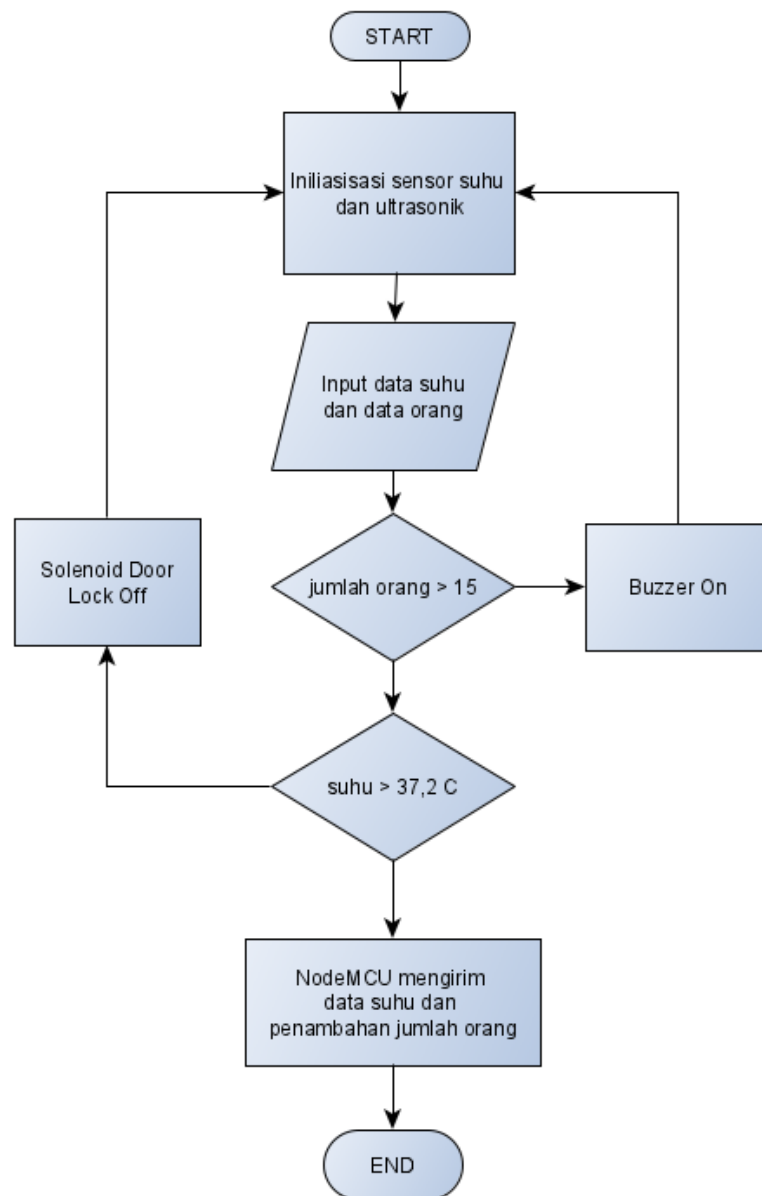 START
Iniliasisasi sensor suhu
dan ultrasonik
Input data suhu
dan data orang
Solenoid Door
Lock Off
jumlah orang > 15
Buzzer On
suhu > 37,2 C
NodeMCU mengirim
data suhu dan
penambahan jumlah orang
END